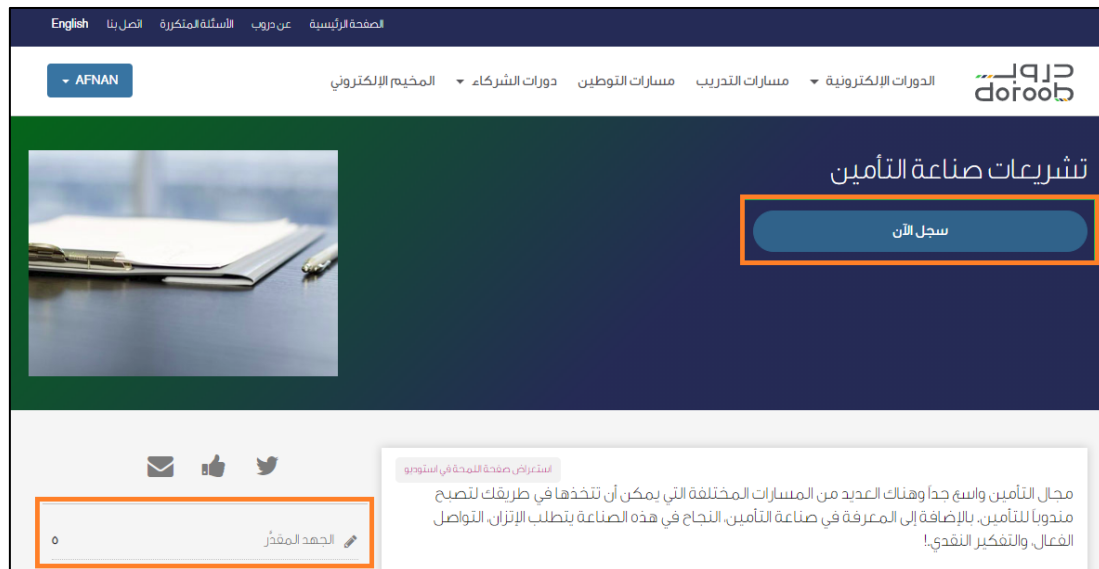 الصفحة الرئيسية عن دروب الأسئلة المتكررة اتصل بنا English
دروب doroob
الدورات الإلكترونية مسارات التدريب مسارات التوطين دورات الشركاء المخيم الإلكتروني
AFNAN
تشريعات صناعة التأمين
سجل الآن
استعراض صفحة اللمحة في استوديو
مجال التأمين واسع جداً وهناك العديد من المسارات المختلفة التي يمكن أن تتخذها في طريقك لتصبح
مندوباً للتأمين. بالإضافة إلى المعرفة في صناعة التأمين، النجاح في هذه الصناعة يتطلب الإتزان، التواصل
الفعال، والتفكير النقدي.!
الجهد المقدَّر ٥